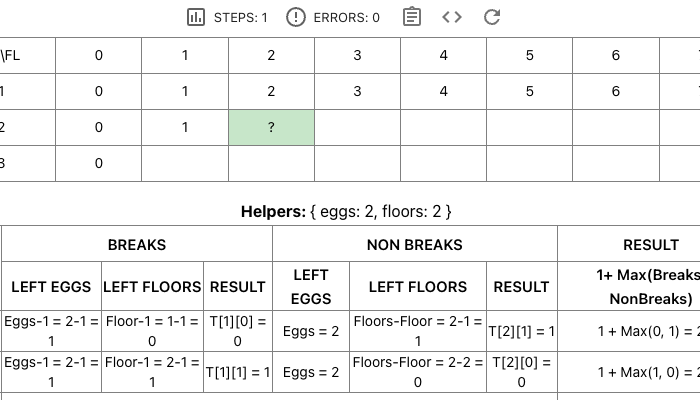 STEPS: 1 ERRORS: 0
\FL 0 1 2 3 4 5 6
1 0 1 2 3 4 5 6
2 0 1 ?
3 0
Helpers: { eggs: 2, floors: 2 }
BREAKS NON BREAKS RESULT
LEFT EGGS LEFT FLOORS RESULT LEFT EGGS LEFT FLOORS RESULT 1+ Max(Breaks NonBreaks)
Eggs-1 = 2-1 = 1 Floor-1 = 1-1 = 0 T[1][0] = 0 Eggs = 2 Floors-Floor = 2-1 = 1 T[2][1] = 1 1 + Max(0, 1) = 2
Eggs-1 = 2-1 = 1 Floor-1 = 2-1 = 1 T[1][1] = 1 Eggs = 2 Floors-Floor = 2-2 = 0 T[2][0] = 0 1 + Max(1, 0) = 2